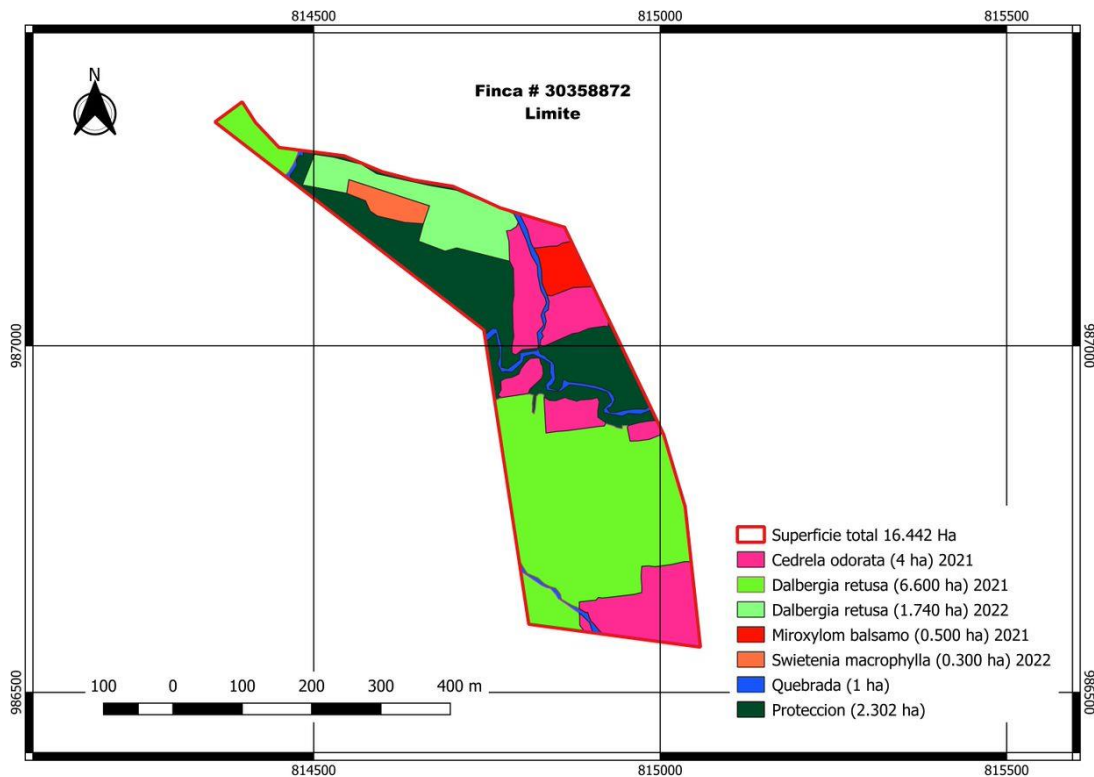 814500 815000 815500
N
Finca # 30358872
Limite
987000 987000
Superficie total 16.442 Ha
Cedrela odorata (4 ha) 2021
Dalbergia retusa (6.600 ha) 2021
Dalbergia retusa (1.740 ha) 2022
Miroxylom balsamo (0.500 ha) 2021
Swietenia macrophylla (0.300 ha) 2022
Quebrada (1 ha)
Proteccion (2.302 ha)
100 0 100 200 300 400 m
986500 986500
814500 815000 815500